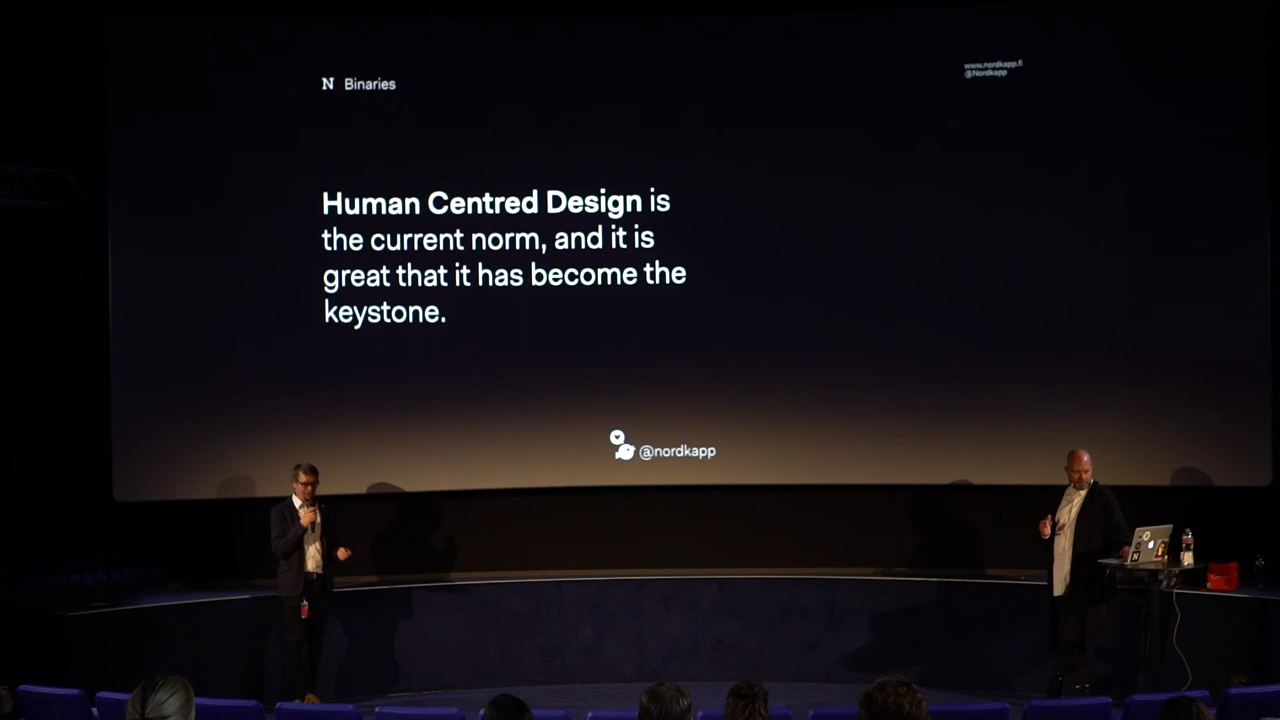 N Binaries
www.nordkapp.fi
@Nordkapp
Human Centred Design is
the current norm, and it is
great that it has become the
keystone.
@nordkapp
N